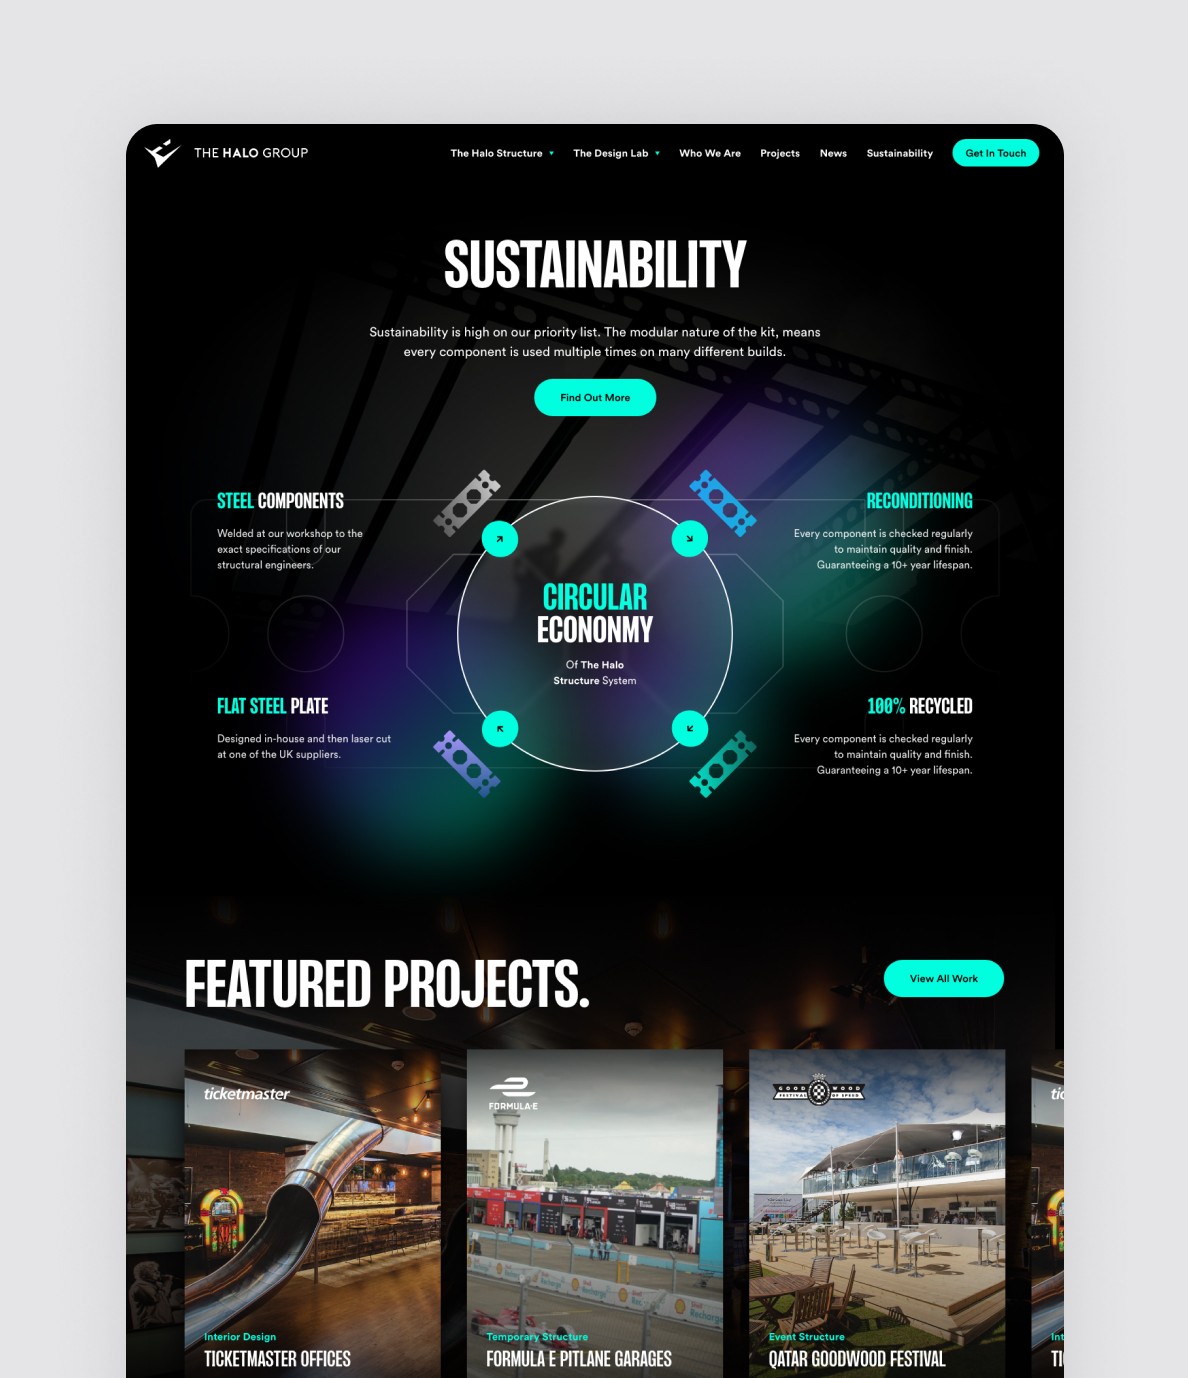 THE HALO GROUP
The Halo Structure
The Design Lab
Who We Are
Projects
News
Sustainability
Get In Touch
SUSTAINABILITY
Sustainability is high on our priority list. The modular nature of the kit, means
every component is used multiple times on many different builds.
Find Out More
STEEL COMPONENTS
Welded at our workshop to the
exact specifications of our
structural engineers.
RECONDITIONING
Every component is checked regularly
to maintain quality and finish.
Guaranteeing a 10+ year lifespan.
CIRCULAR
ECONONMY
Of The Halo
Structure System
FLAT STEEL PLATE
Designed in-house and then laser cut
at one of the UK suppliers.
100% RECYCLED
Every component is checked regularly
to maintain quality and finish.
Guaranteeing a 10+ year lifespan.
FEATURED PROJECTS.
View All Work
ticketmaster
Interior Design
TICKETMASTER OFFICES
FORMULA-E
Shell
Recharge
Temporary Structure
FORMULA E PITLANE GARAGES
GOODWOOD
FESTIVAL OF SPEED
Event Structure
QATAR GOODWOOD FESTIVAL
tic
Int
TI